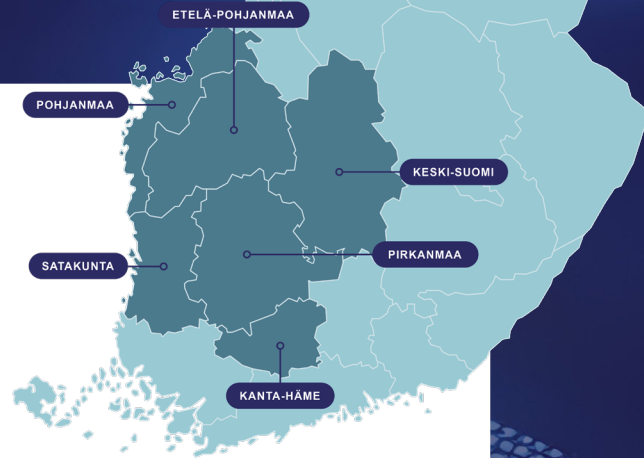 ETELÄ-POHJANMAA
POHJANMAA
KESKI-SUOMI
PIRKANMAA
SATAKUNTA
KANTA-HÄME